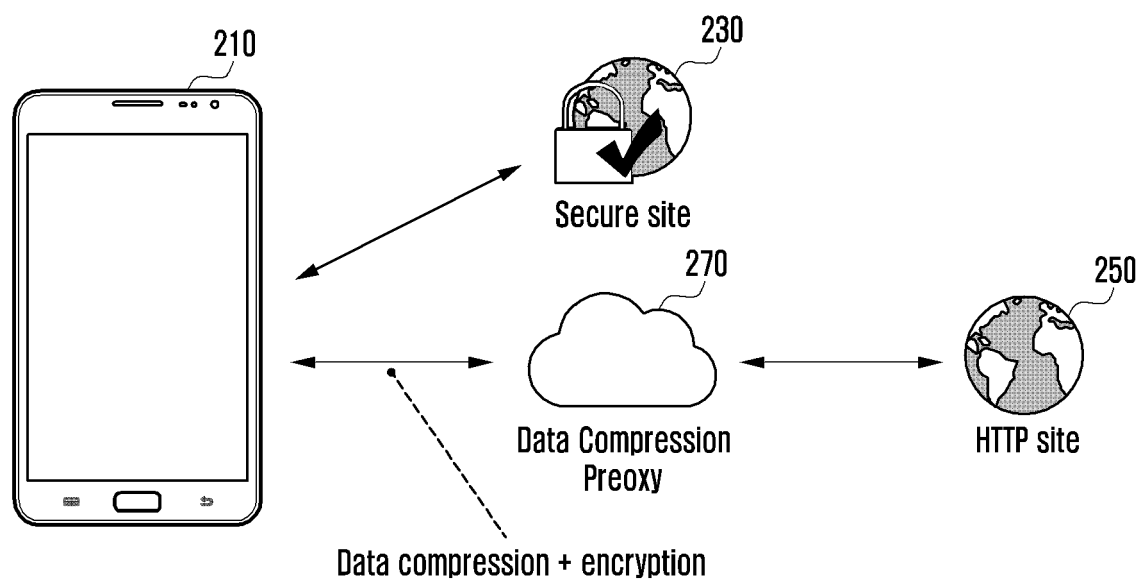 210
230
Secure site
270
250
Data Compression
Preoxy
HTTP site
Data compression + encryption